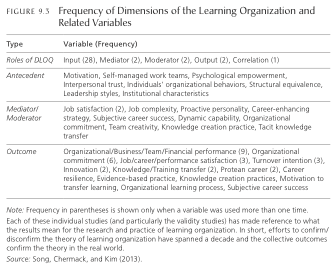 FIGURE 9.3 Frequency of Dimensions of the Learning Organization and
Related Variables
Type Variable (Frequency)
Roles of DLOQ Input (28), Mediator (2), Moderator (2), Output (2), Correlation (1)
Antecedent Motivation, Self-managed work teams, Psychological empowerment,
Interpersonal trust, Individuals' organizational behaviors, Structural equivalence,
Leadership styles, Institutional characteristics
Mediator/ Job satisfaction (2), Job complexity, Proactive personality, Career-enhancing
Moderator strategy, Subjective career success, Dynamic capability, Organizational
commitment, Team creativity, Knowledge creation practice, Tacit knowledge
transfer
Outcome Organizational/Business/Team/Financial performance (9), Organizational
commitment (6), Job/career/performance satisfaction (3), Turnover intention (3),
Innovation (2), Knowledge/Training transfer (2), Protean career (2), Career
resilience, Evidence-based practice, Knowledge creation practices, Motivation to
transfer learning, Organizational learning process, Subjective career success
Note: Frequency in parentheses is shown only when a variable was used more than one time.
Each of these individual studies (and particularly the validity studies) has made reference to what
the results mean for the research and practice of learning organization. In short, efforts to confirm/
disconfirm the theory of learning organization have spanned a decade and the collective outcomes
confirm the theory in the real world.
Source: Song, Chermack, and Kim (2013).